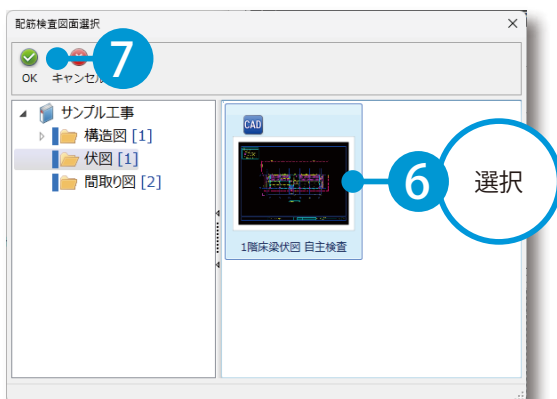 配筋検査図面選択
OK キャンセル
7
サンプル工事
構造図 [1]
伏図 [1]
間取り図 [2]
CAD
1階床梁伏図 自主検査
6
選択